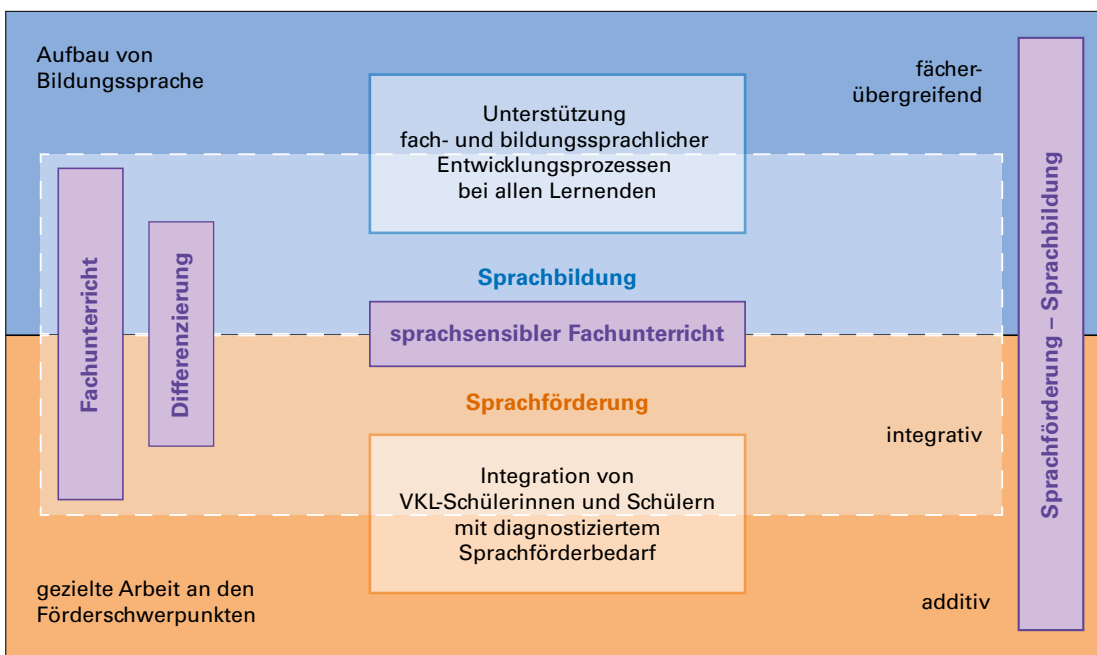 Aufbau von
Bildungssprache
fächer-
übergreifend
Unterstützung
fach- und bildungssprachlicher
Entwicklungsprozessen
bei allen Lernenden
Sprachbildung
sprachsensibler Fachunterricht
Sprachförderung
Fachunterricht
Differenzierung
integrativ
Integration von
VKL-Schülerinnen und Schülern
mit diagnostiziertem
Sprachförderbedarf
gezielte Arbeit an den
Förderschwerpunkten
additiv
Sprachförderung – Sprachbildung